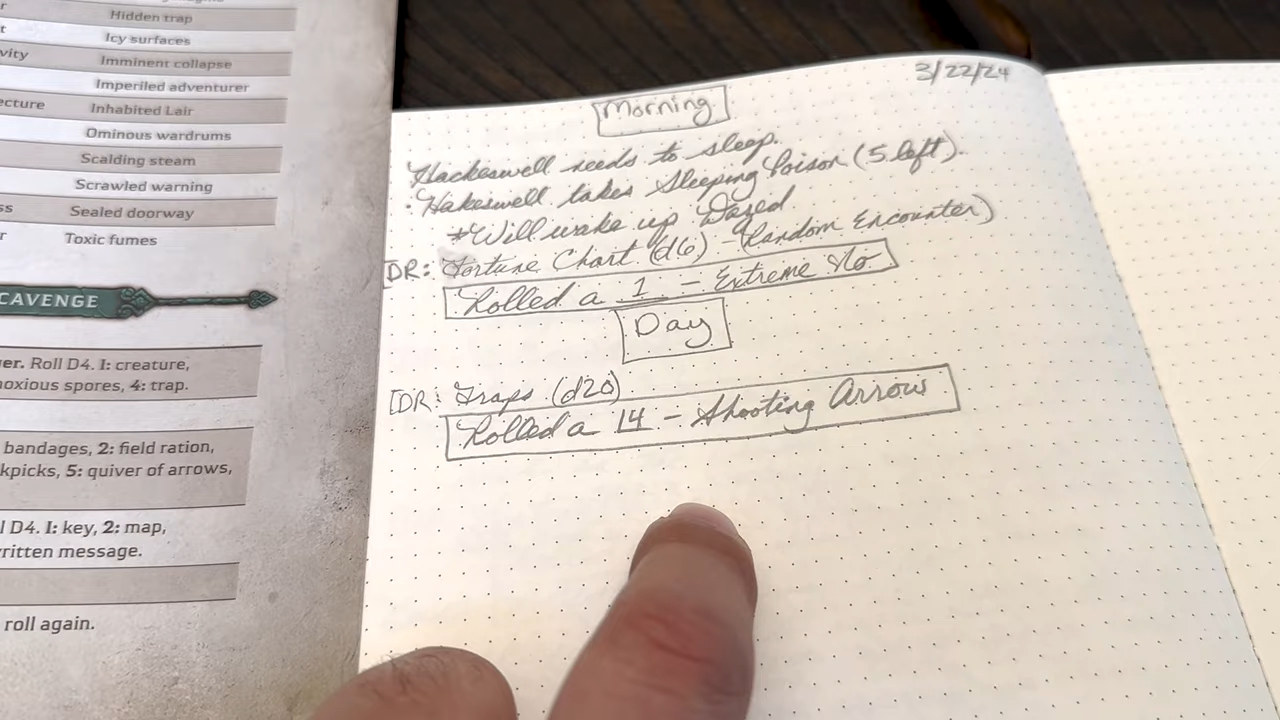 Hidden trap
Icy surfaces
Imminent collapse
Imperiled adventurer
Inhabited Lair
Ominous wardrums
Scalding steam
Scrawled warning
Sealed doorway
Toxic fumes
CAVENGE
er. Roll D4. 1: creature,
noxious spores, 4: trap.
bandages, 2: field ration,
kpicks, 5: quiver of arrows,
l D4. 1: key, 2: map,
ritten message.
roll again.
3/22/24
Morning
Hackeswell needs to sleep.
· Hakeswell takes Sleeping Poison (5 left).
*Will wake up Dazed
DR: Fortune Chart (d6) - Random Encounter)
Rolled a 1 - Extreme No
Day
DR: Traps (d20)
Rolled a 14 - Shooting Arrow